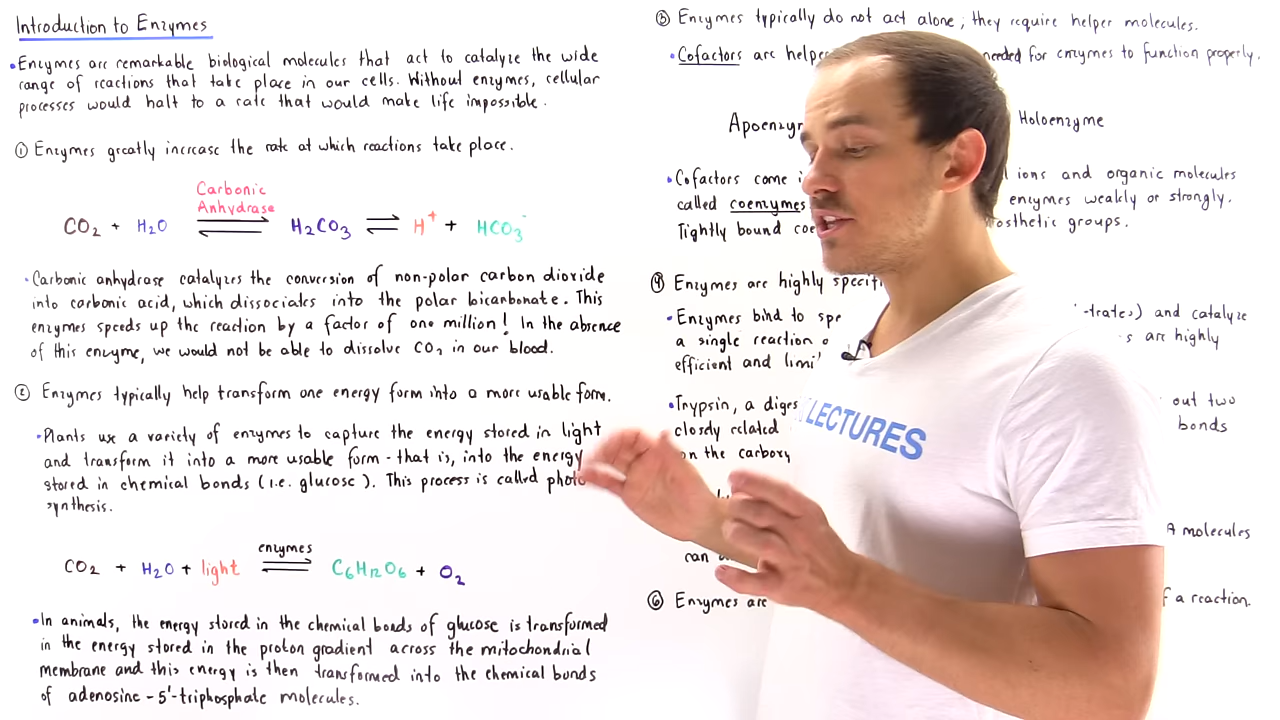 Introduction to Enzymes
•Enzymes are remarkable biological molecules that act to catalyze the wide
range of reactions that take place in our cells. Without enzymes, cellular
processes would halt to a rate that would make life impossible.
① Enzymes greatly increase the rate at which reactions take place.
Carbonic
Anhydrase
CO₂ + H₂O ⇌ H₂CO₃ ⇌ H⁺ + HCO₃⁻
•Carbonic anhydrase catalyzes the conversion of non-polar carbon dioxide
into carbonic acid, which dissociates into the polar bicarbonate. This
enzymes speeds up the reaction by a factor of one million! In the absence
of this enzyme, we would not be able to dissolve CO₂ in our blood.
② Enzymes typically help transform one energy form into a more usable form.
•Plants use a variety of enzymes to capture the energy stored in light
and transform it into a more usable form - that is, into the energy
stored in chemical bonds (i.e. glucose). This process is called photo
synthesis.
enzymes
CO₂ + H₂O + light ⇌ C₆H₁₂O₆ + O₂
•In animals, the energy stored in the chemical bonds of glucose is transformed
in the energy stored in the proton gradient across the mitochondrial
membrane and this energy is then transformed into the chemical bonds
of adenosine-5'-triphosphate molecules.
③ Enzymes typically do not act alone; they require helper molecules.
•Cofactors are helper needed for enzymes to function properly.
Holoenzyme
•Cofactors come ions and organic molecules
called coenzymes enzymes weakly or strongly.
Tightly bound groups.
④ Enzymes are highly
•Enzymes bind to -trates) and catalyze
a single reaction are highly
efficient and
•Trypsin, a out two
closely related bonds
on the
molecules
can
⑥ Enzymes are a reaction.
LECTURES